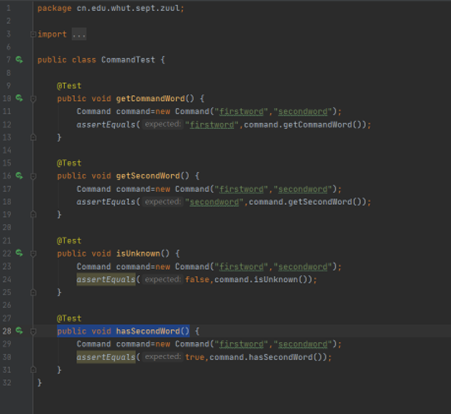 1 package cn.edu.whut.sept.zuul;
2
3 import ...
6
7 public class CommandTest {
8
9 @Test
10 public void getCommandWord() {
11 Command command=new Command("firstword","secondword");
12 assertEquals( expected: "firstword",command.getCommandWord());
13 }
14
15 @Test
16 public void getSecondWord() {
17 Command command=new Command("firstword","secondword");
18 assertEquals( expected: "secondword",command.getSecondWord());
19 }
20
21 @Test
22 public void isUnknown() {
23 Command command=new Command("firstword","secondword");
24 assertEquals( expected: false,command.isUnknown());
25 }
26
27 @Test
28 public void hasSecondWord() {
29 Command command=new Command("firstword","secondword");
30 assertEquals( expected: true,command.hasSecondWord());
31 }
32 }